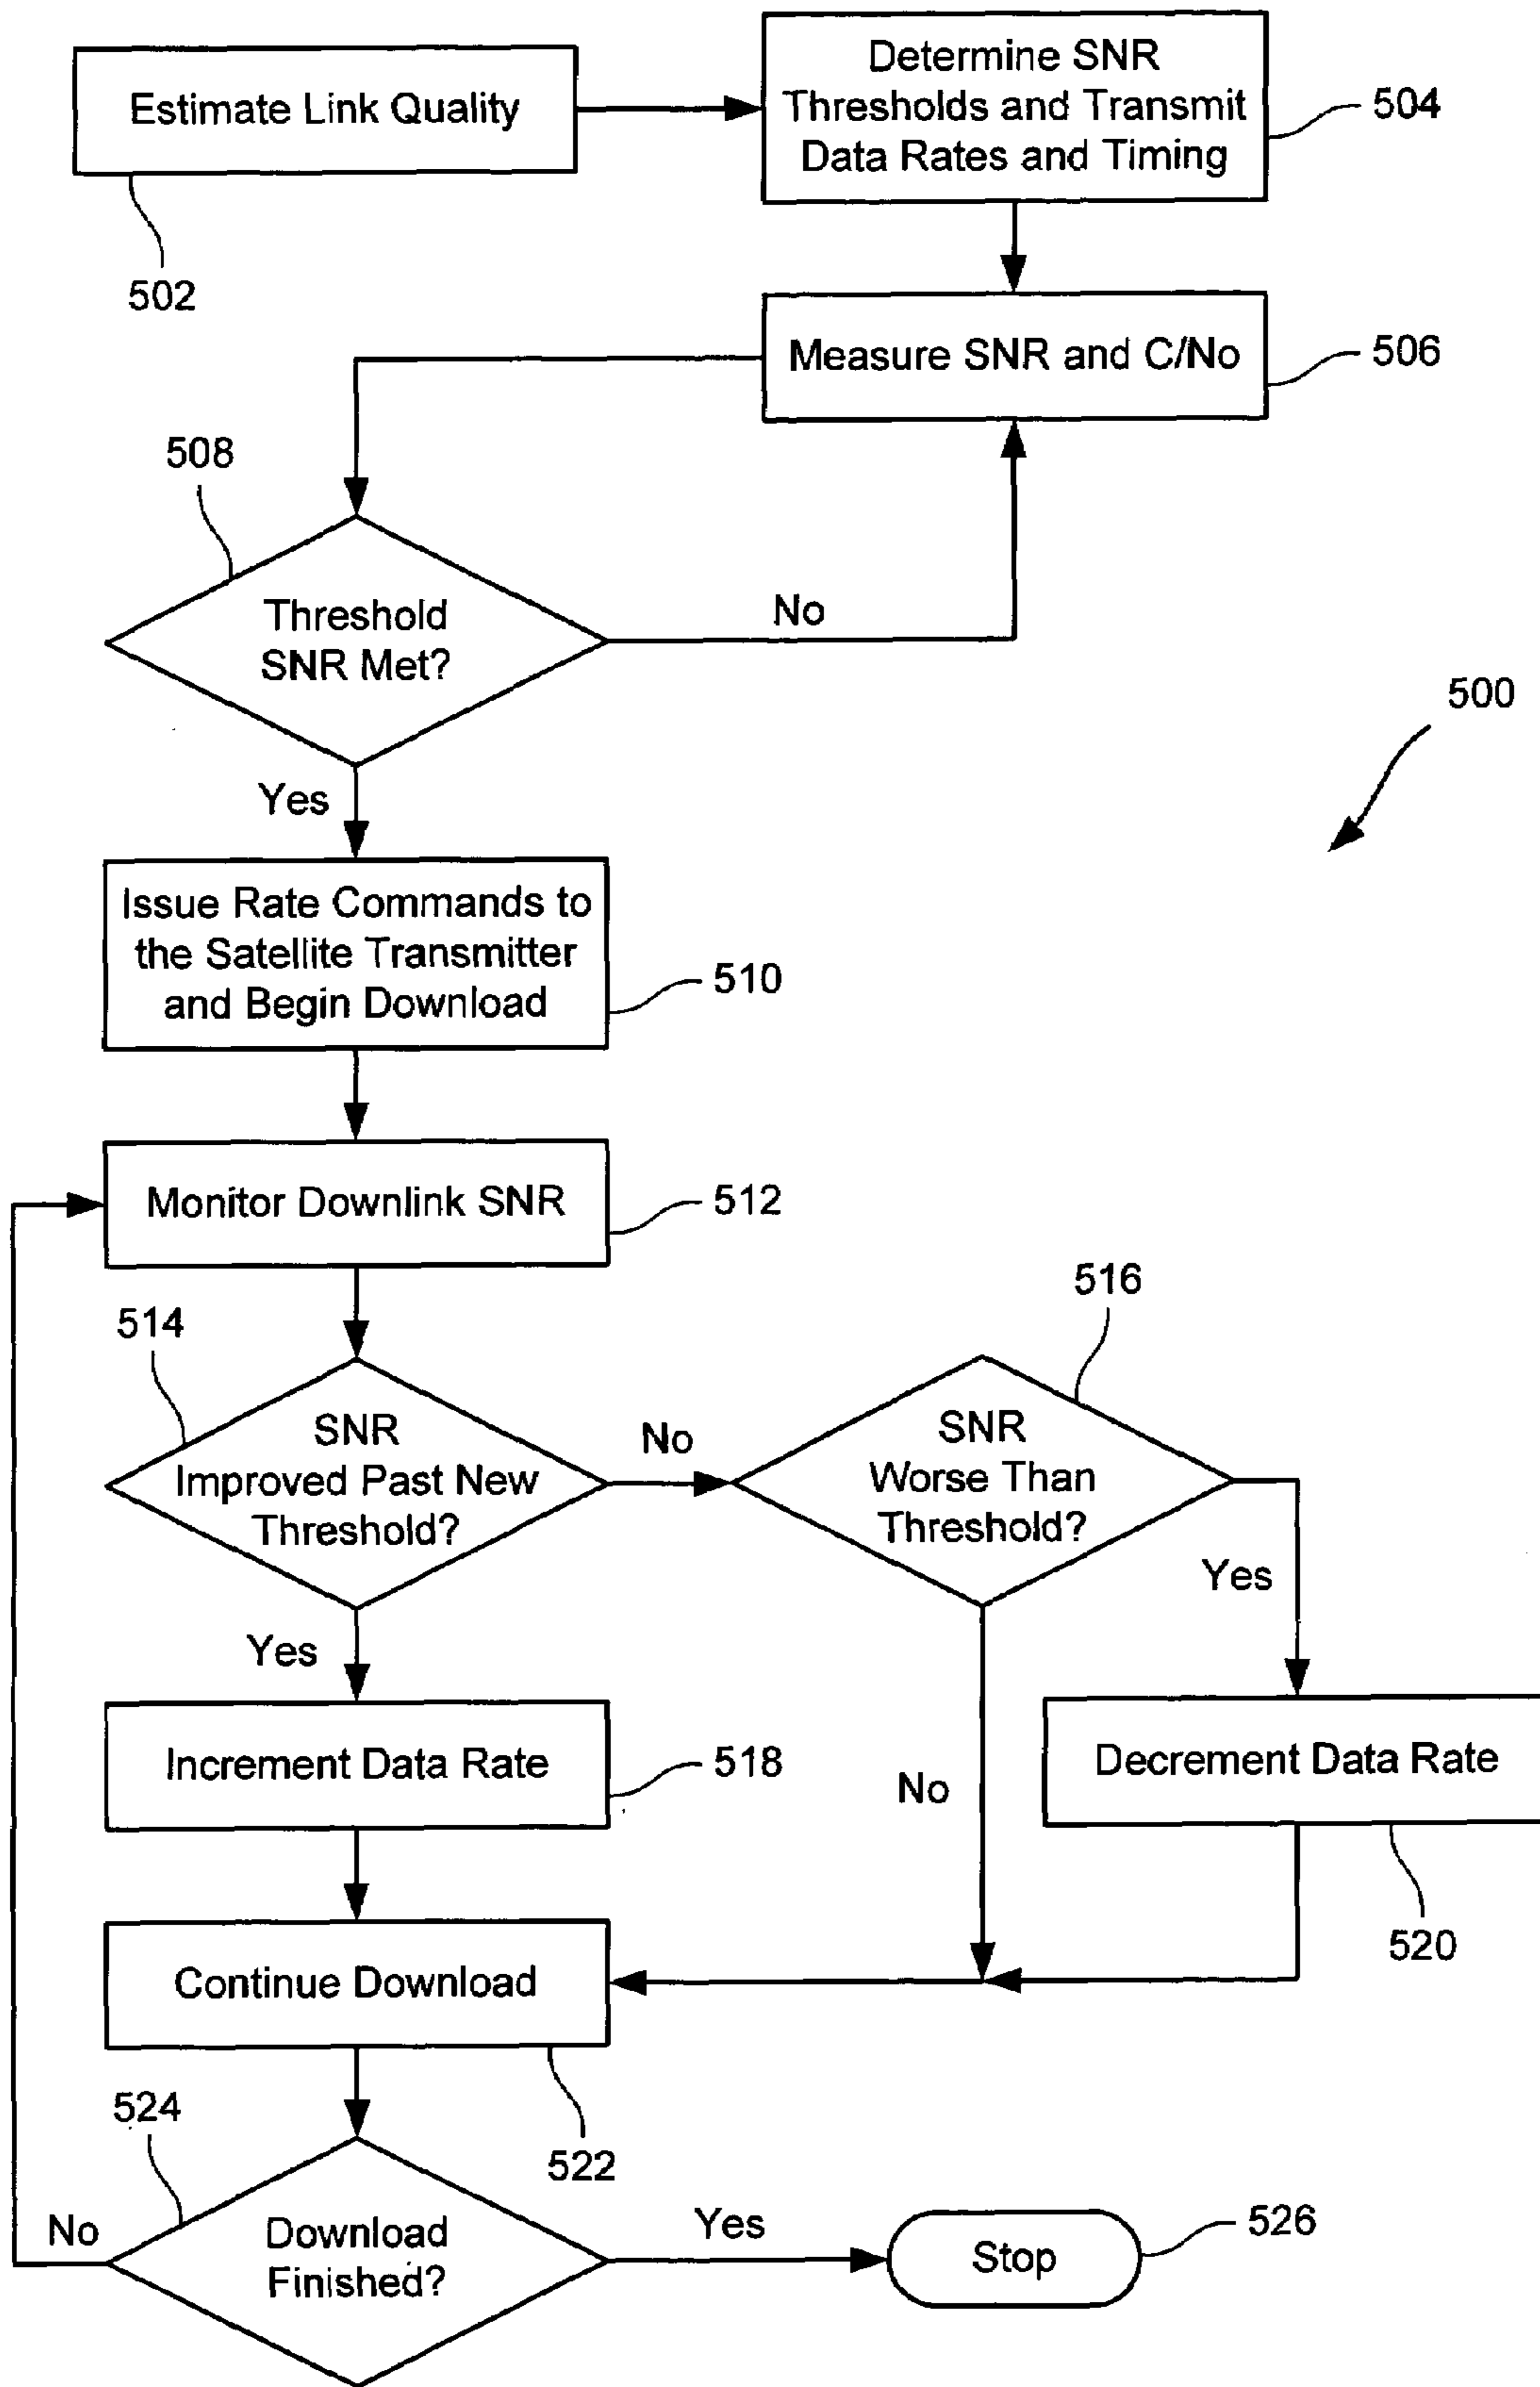 Estimate Link Quality
502
Determine SNR
Thresholds and Transmit
Data Rates and Timing
504
Measure SNR and C/No
506
508
Threshold
SNR Met?
No
500
Yes
Issue Rate Commands to
the Satellite Transmitter
and Begin Download
510
Monitor Downlink SNR
512
514
SNR
Improved Past New
Threshold?
No
516
SNR
Worse Than
Threshold?
Yes
Yes
Increment Data Rate
518
No
Decrement Data Rate
520
Continue Download
522
524
Download
Finished?
No
Yes
Stop
526